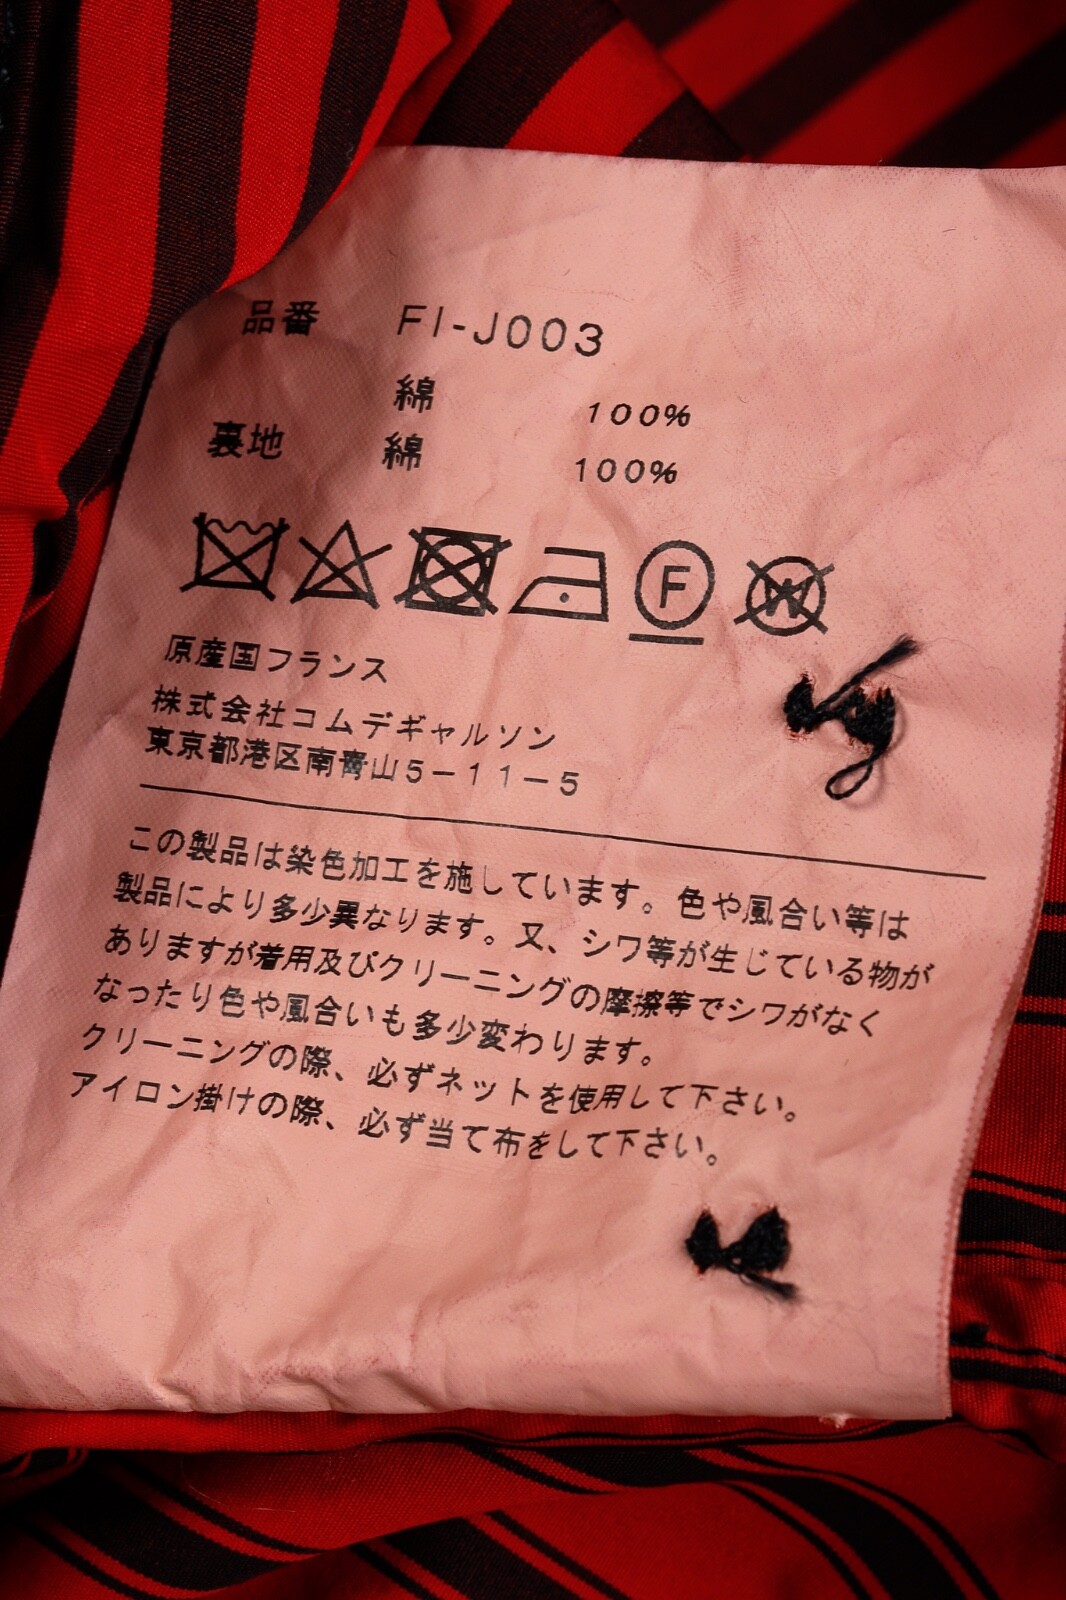 品番 FI-J003
綿 100%
裏地 綿 100%
F
W
原産国フランス
株式会社コムデギャルソン
東京都港区南青山5-11-5
この製品は染色加工を施しています。色や風合い等は
製品により多少異なります。又、シワ等が生じている物が
ありますが着用及びクリーニングの摩擦等でシワがなく
なったり色や風合いも多少変わります。
クリーニングの際、必ずネットを使用して下さい。
アイロン掛けの際、必ず当て布をして下さい。